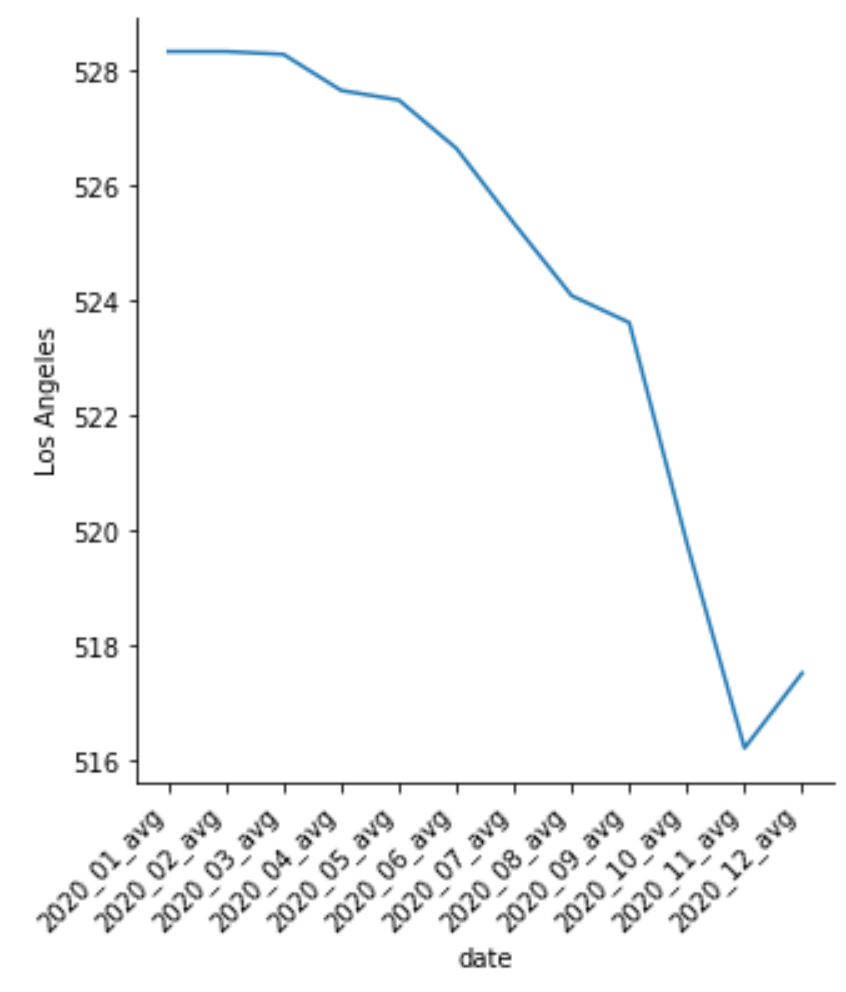 528
526
524
522
520
518
516
Los Angeles
2020_01_avg
2020_02_avg
2020_03_avg
2020_04_avg
2020_05_avg
2020_06_avg
2020_07_avg
2020_08_avg
2020_09_avg
2020_10_avg
2020_11_avg
2020_12_avg
date